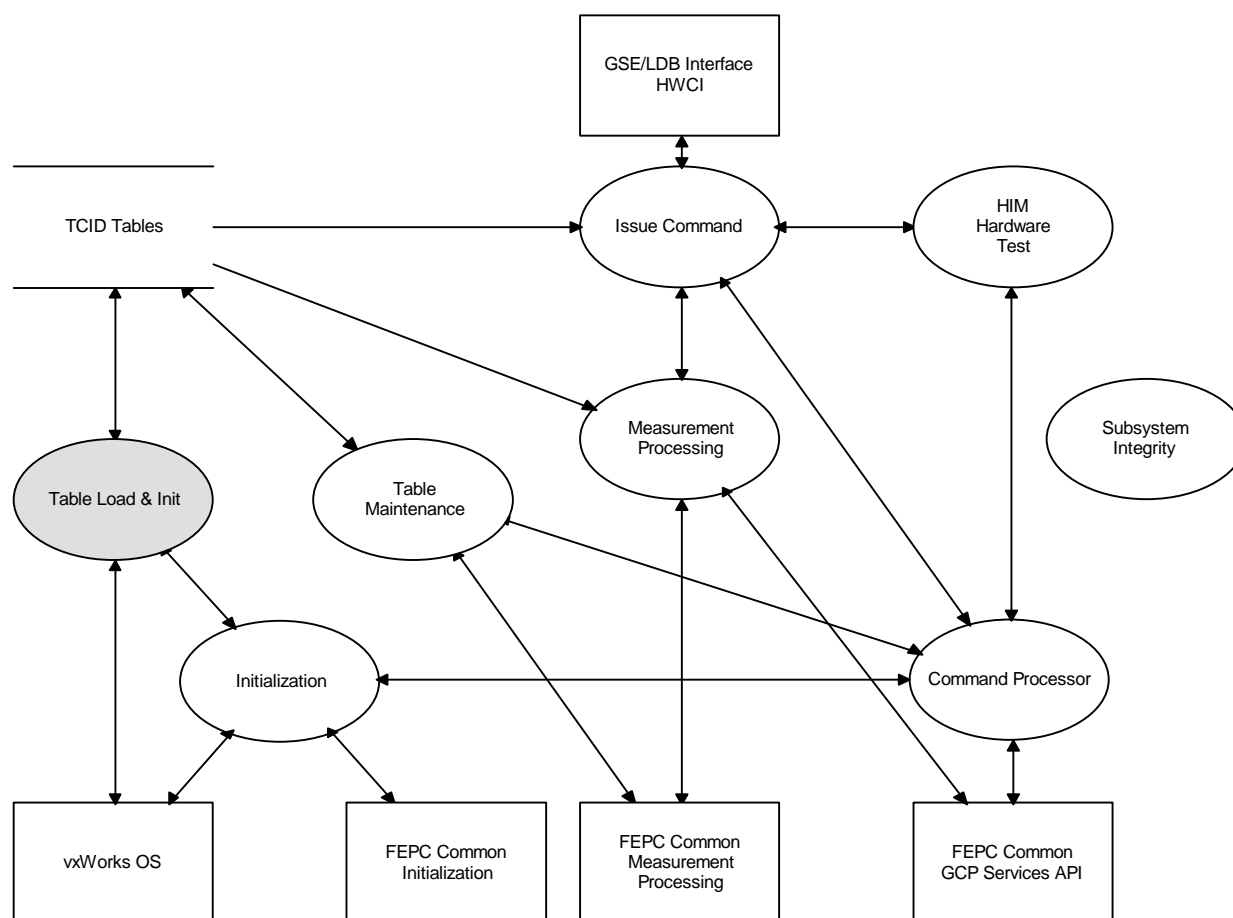 GSE/LDB Interface
HWCI
TCID Tables
Issue Command
HIM
Hardware
Test
Measurement
Processing
Subsystem
Integrity
Table Load & Init
Table
Maintenance
Initialization
Command Processor
vxWorks OS
FEPC Common
Initialization
FEPC Common
Measurement
Processing
FEPC Common
GCP Services API